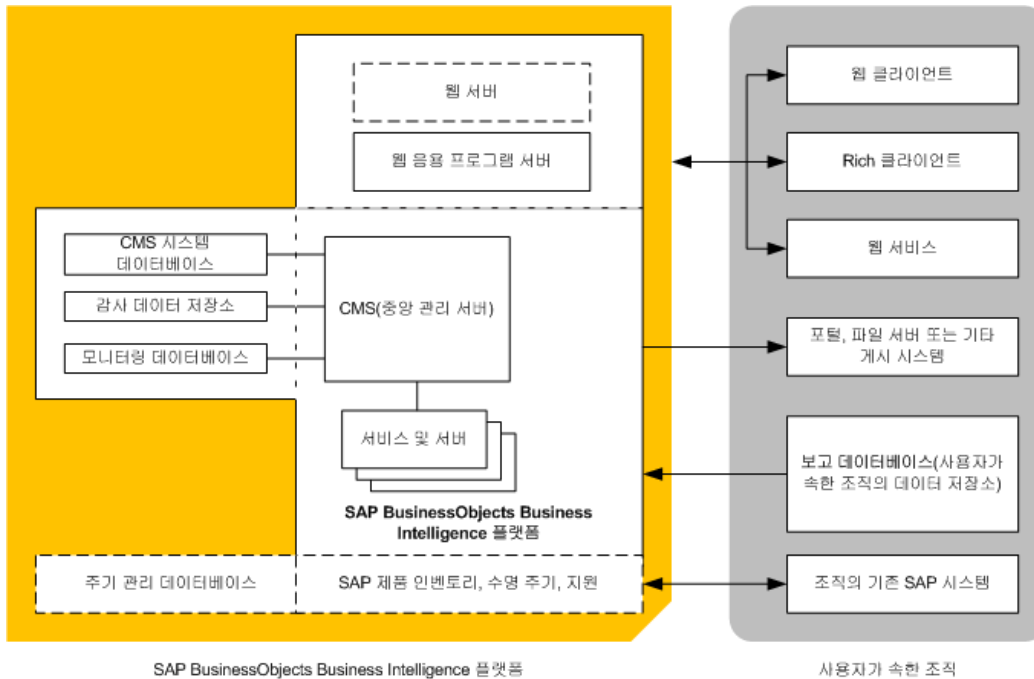 웹 서버
웹 응용 프로그램 서버
CMS 시스템
데이터베이스
감사 데이터 저장소
모니터링 데이터베이스
CMS(중앙 관리 서버)
서비스 및 서버
SAP BusinessObjects Business
Intelligence 플랫폼
주기 관리 데이터베이스
SAP 제품 인벤토리, 수명 주기, 지원
SAP BusinessObjects Business Intelligence 플랫폼
웹 클라이언트
Rich 클라이언트
웹 서비스
포털, 파일 서버 또는 기타
게시 시스템
보고 데이터베이스(사용자가
속한 조직의 데이터 저장소)
조직의 기존 SAP 시스템
사용자가 속한 조직